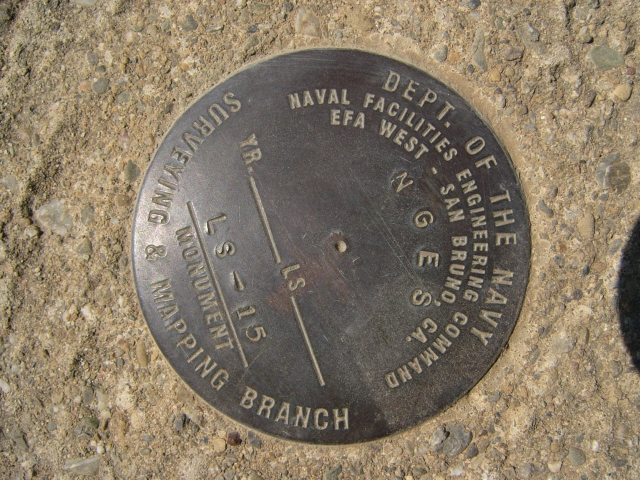 DEPT. OF THE NAVY
NAVAL FACILITIES ENGINEERING COMMAND
EFA WEST - SAN BRUNO, CA.
NGES
YR. LS
LS-15
MONUMENT
SURVEYING & MAPPING BRANCH